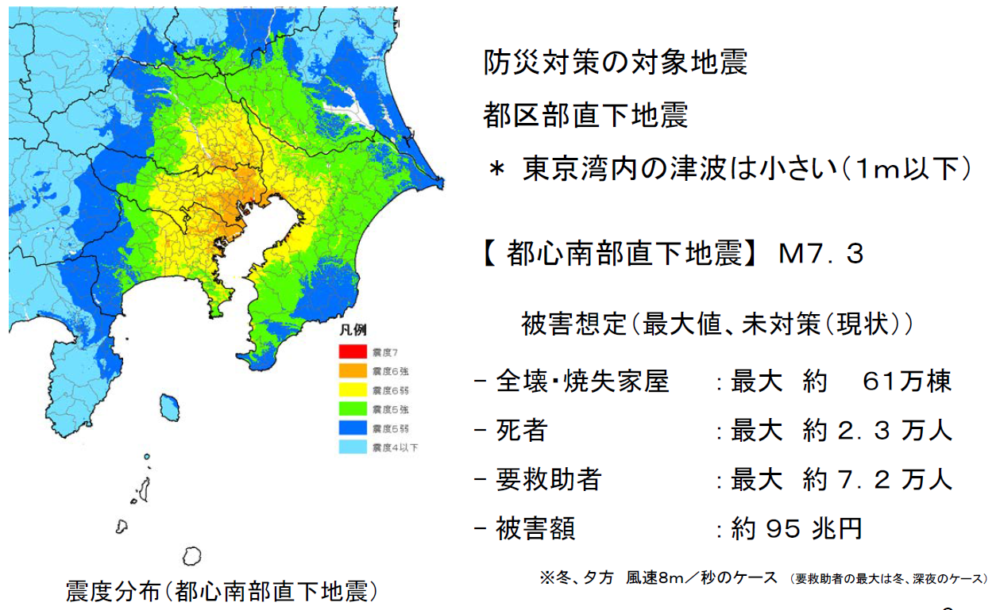 防災対策の対象地震
都区部直下地震
＊ 東京湾内の津波は小さい（１ｍ以下）
【 都心南部直下地震】 Ｍ７．３
被害想定（最大値、未対策（現状））
− 全壊・焼失家屋 ：最大 約 ６１万棟
− 死者 ：最大 約 ２．３ 万人
− 要救助者 ：最大 約 ７．２ 万人
− 被害額 ：約 ９５ 兆円
※冬、夕方 風速８ｍ／秒のケース （要救助者の最大は冬、深夜のケース）
凡例
震度７
震度６強
震度６弱
震度５強
震度５弱
震度４以下
震度分布（都心南部直下地震）